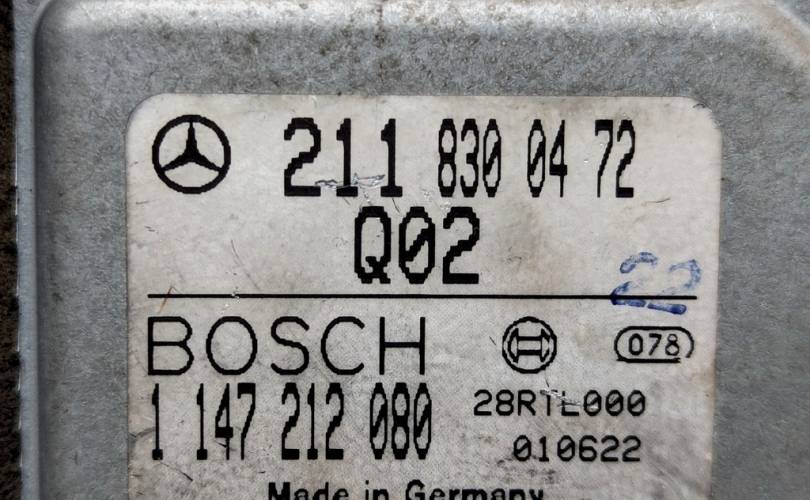 211 830 04 72
Q02
22
BOSCH 078
1 147 212 080 28RTL000
010622
Made in Germany